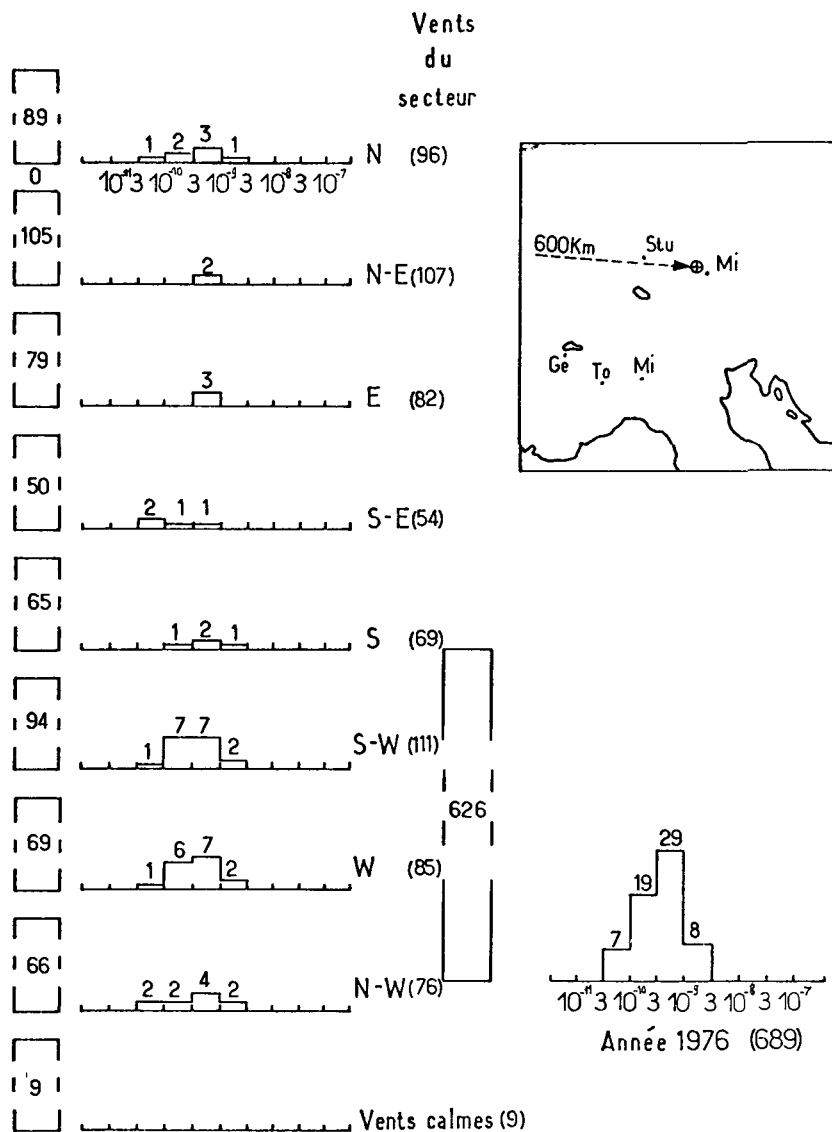 Vents
du
secteur
89
1 2 3 1
N (96)
0
10⁻¹¹ 3 10⁻¹⁰ 3 10⁻⁹ 3 10⁻⁸ 3 10⁻⁷
105
2
N-E (107)
79
3
E (82)
50
2 1 1
S-E (54)
65
1 2 1
S (69)
94
1 7 7 2
S-W (111)
69
1 6 7 2
W (85)
66
2 2 4 2
N-W (76)
9
Vents calmes (9)
626
600Km
Stu
Mi
Ge
To
Mi
7 19 29 8
10⁻¹¹ 3 10⁻¹⁰ 3 10⁻⁹ 3 10⁻⁸ 3 10⁻⁷
Année 1976 (689)